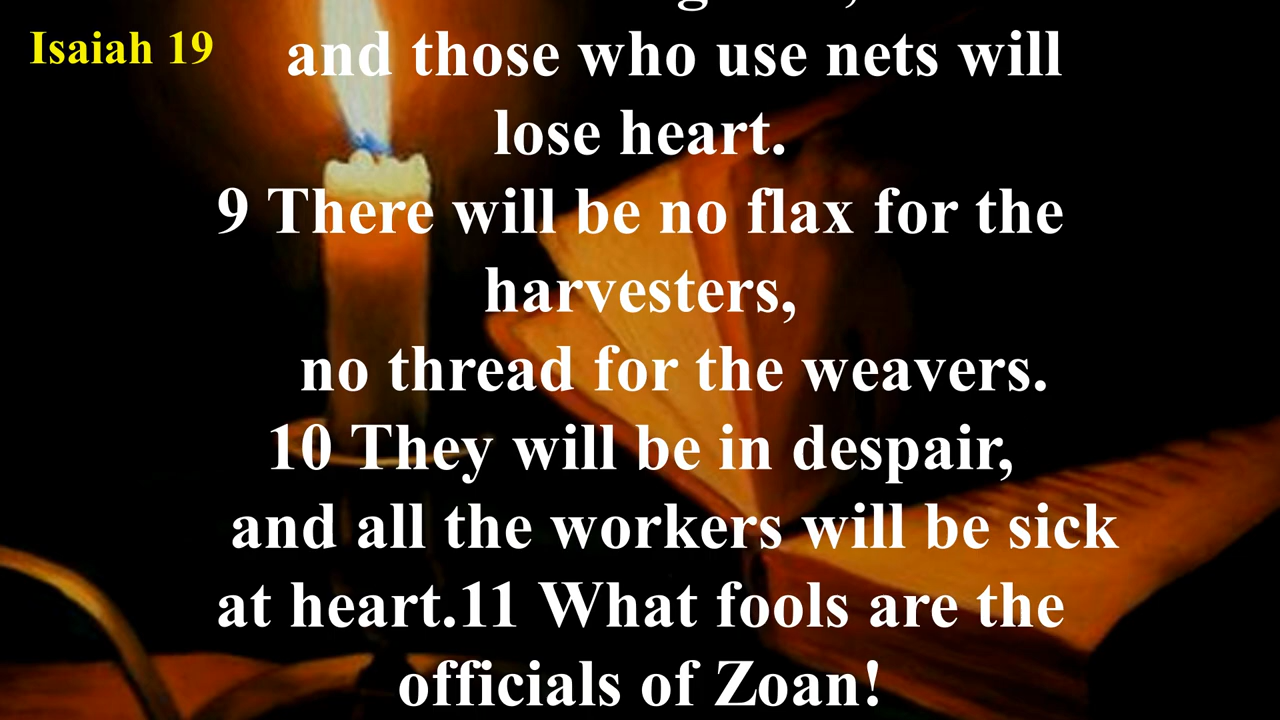 Isaiah 19
and those who use nets will
lose heart.
9 There will be no flax for the
harvesters,
no thread for the weavers.
10 They will be in despair,
and all the workers will be sick
at heart.11 What fools are the
officials of Zoan!